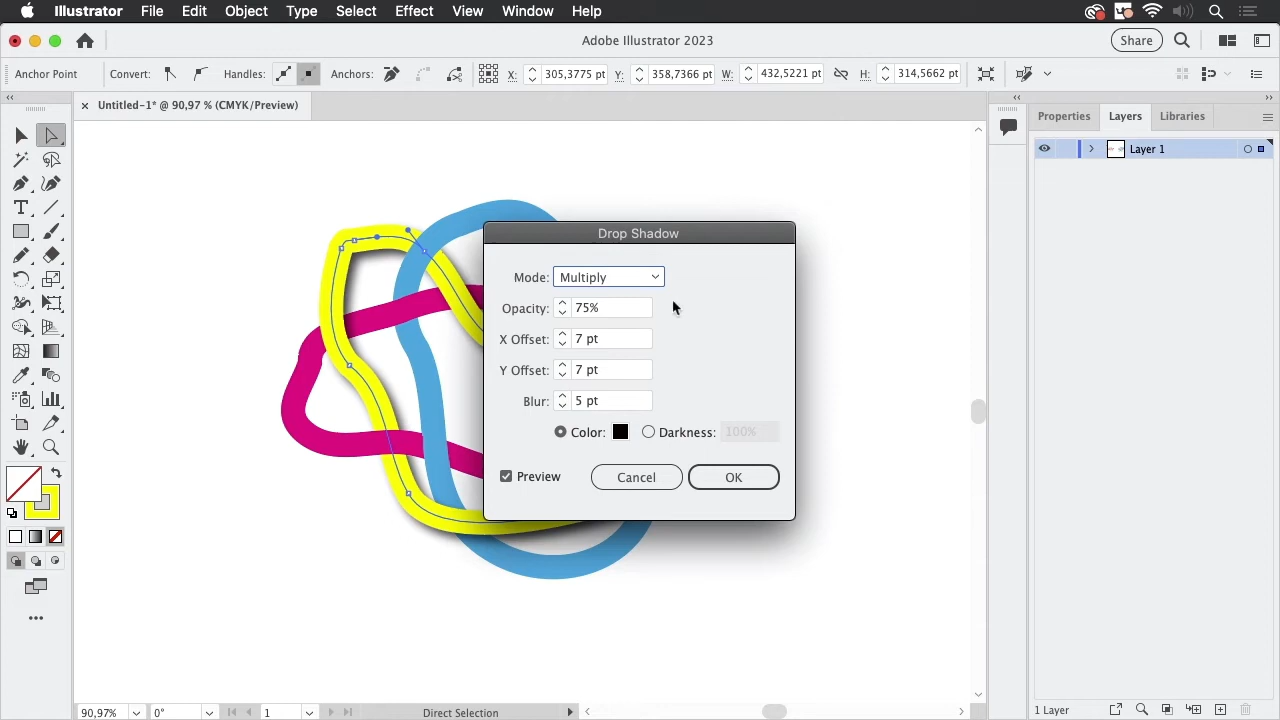 Illustrator File Edit Object Type Select Effect View Window Help
Adobe Illustrator 2023
Share
Anchor Point Convert: Handles: Anchors: X: 305,3775 pt Y: 358,7366 pt W: 432,5221 pt H: 314,5662 pt
× Untitled-1* @ 90,97 % (CMYK/Preview)
Properties Layers Libraries
Layer 1
Drop Shadow
Mode: Multiply
Opacity: 75%
X Offset: 7 pt
Y Offset: 7 pt
Blur: 5 pt
Color: Darkness: 100%
Preview Cancel OK
90,97% 0° 1 Direct Selection
1 Layer